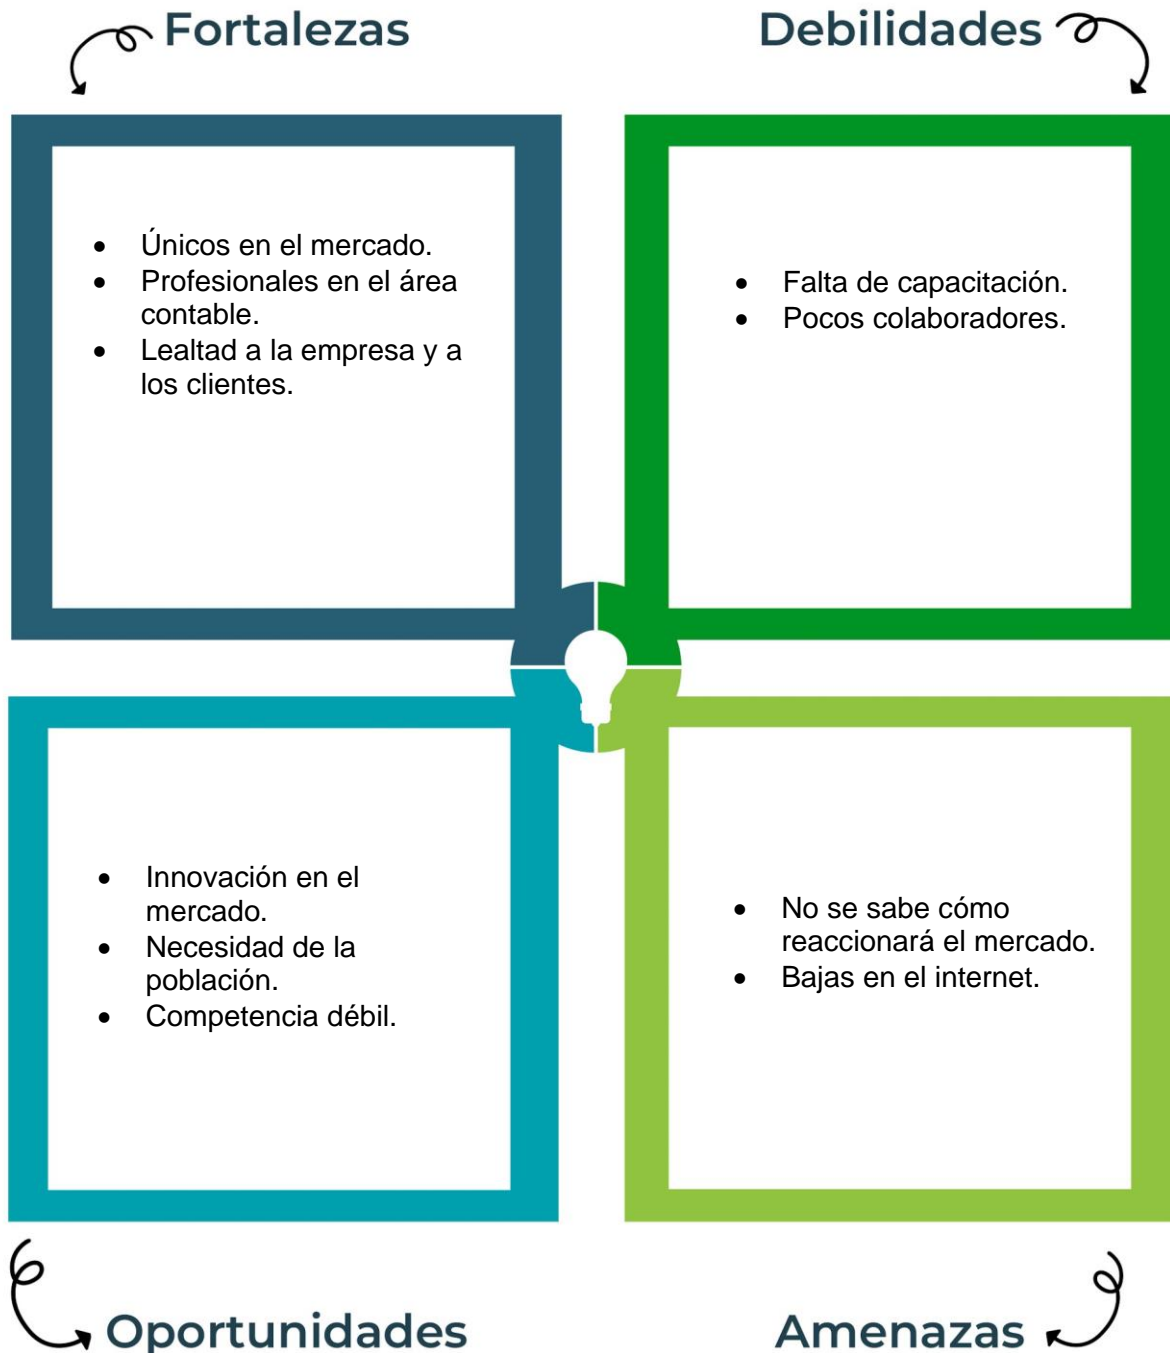 Fortalezas
Debilidades
• Únicos en el mercado.
• Profesionales en el área
contable.
• Lealtad a la empresa y a
los clientes.
• Falta de capacitación.
• Pocos colaboradores.
• Innovación en el
mercado.
• Necesidad de la
población.
• Competencia débil.
• No se sabe cómo
reaccionará el mercado.
• Bajas en el internet.
Oportunidades
Amenazas